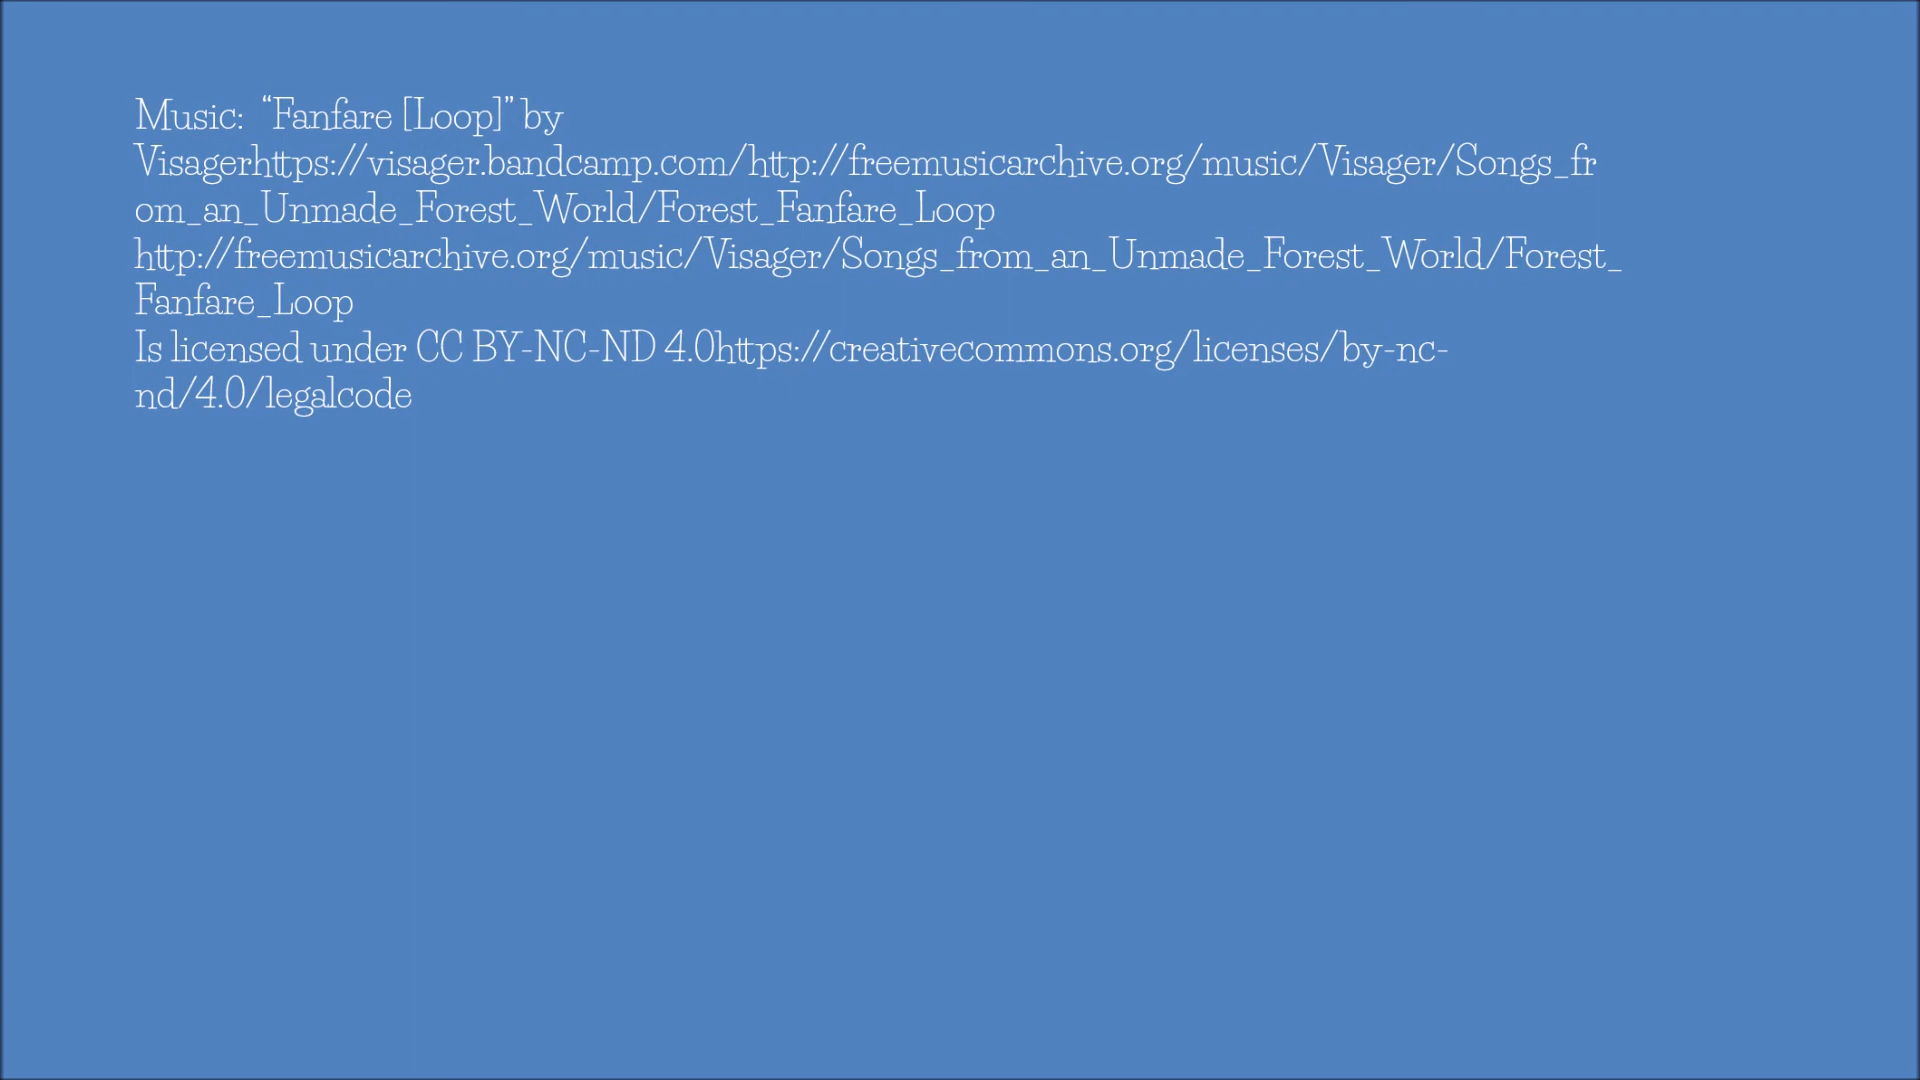 Music:  “Fanfare [Loop]” by
Visagerhttps://visager.bandcamp.com/http://freemusicarchive.org/music/Visager/Songs_fr
om_an_Unmade_Forest_World/Forest_Fanfare_Loop
http://freemusicarchive.org/music/Visager/Songs_from_an_Unmade_Forest_World/Forest_
Fanfare_Loop
Is licensed under CC BY-NC-ND 4.0https://creativecommons.org/licenses/by-nc-
nd/4.0/legalcode